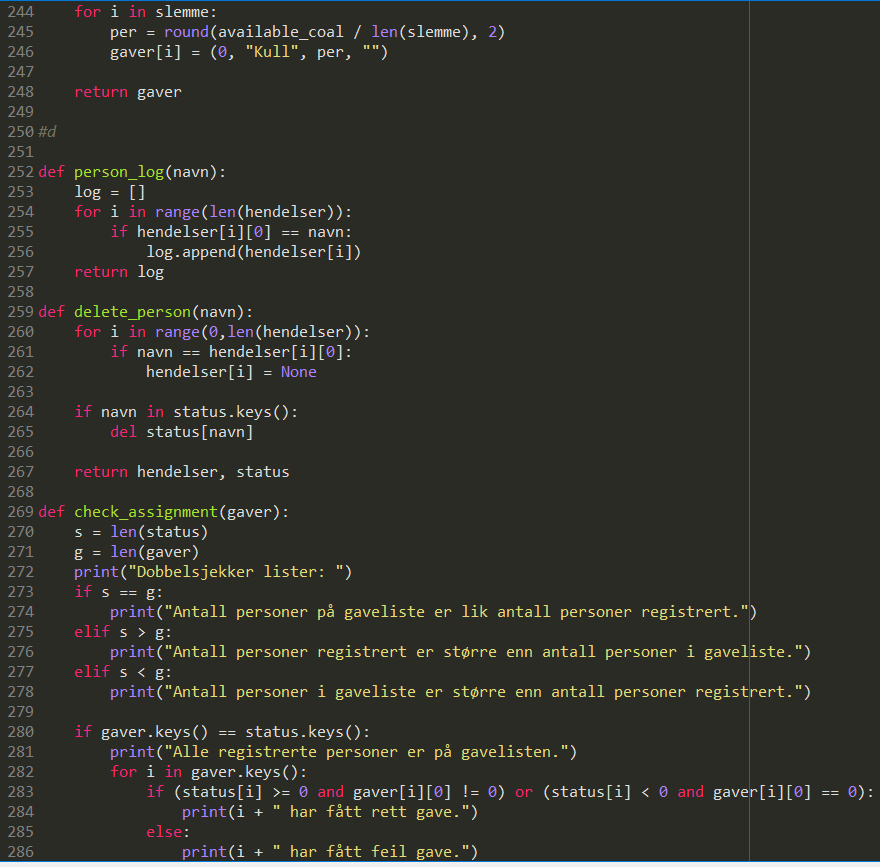 244     for i in slemme:
245         per = round(available_coal / len(slemme), 2)
246         gaver[i] = (0, "Kull", per, "")
247
248     return gaver
249
250 #d
251
252 def person_log(navn):
253     log = []
254     for i in range(len(hendelser)):
255         if hendelser[i][0] == navn:
256             log.append(hendelser[i])
257     return log
258
259 def delete_person(navn):
260     for i in range(0,len(hendelser)):
261         if navn == hendelser[i][0]:
262             hendelser[i] = None
263
264     if navn in status.keys():
265         del status[navn]
266
267     return hendelser, status
268
269 def check_assignment(gaver):
270     s = len(status)
271     g = len(gaver)
272     print("Dobbelsjekker lister: ")
273     if s == g:
274         print("Antall personer på gaveliste er lik antall personer registrert.")
275     elif s > g:
276         print("Antall personer registrert er større enn antall personer i gaveliste.")
277     elif s < g:
278         print("Antall personer i gaveliste er større enn antall personer registrert.")
279
280     if gaver.keys() == status.keys():
281         print("Alle registrerte personer er på gavelisten.")
282         for i in gaver.keys():
283             if (status[i] >= 0 and gaver[i][0] != 0) or (status[i] < 0 and gaver[i][0] == 0):
284                 print(i + " har fått rett gave.")
285             else:
286                 print(i + " har fått feil gave.")